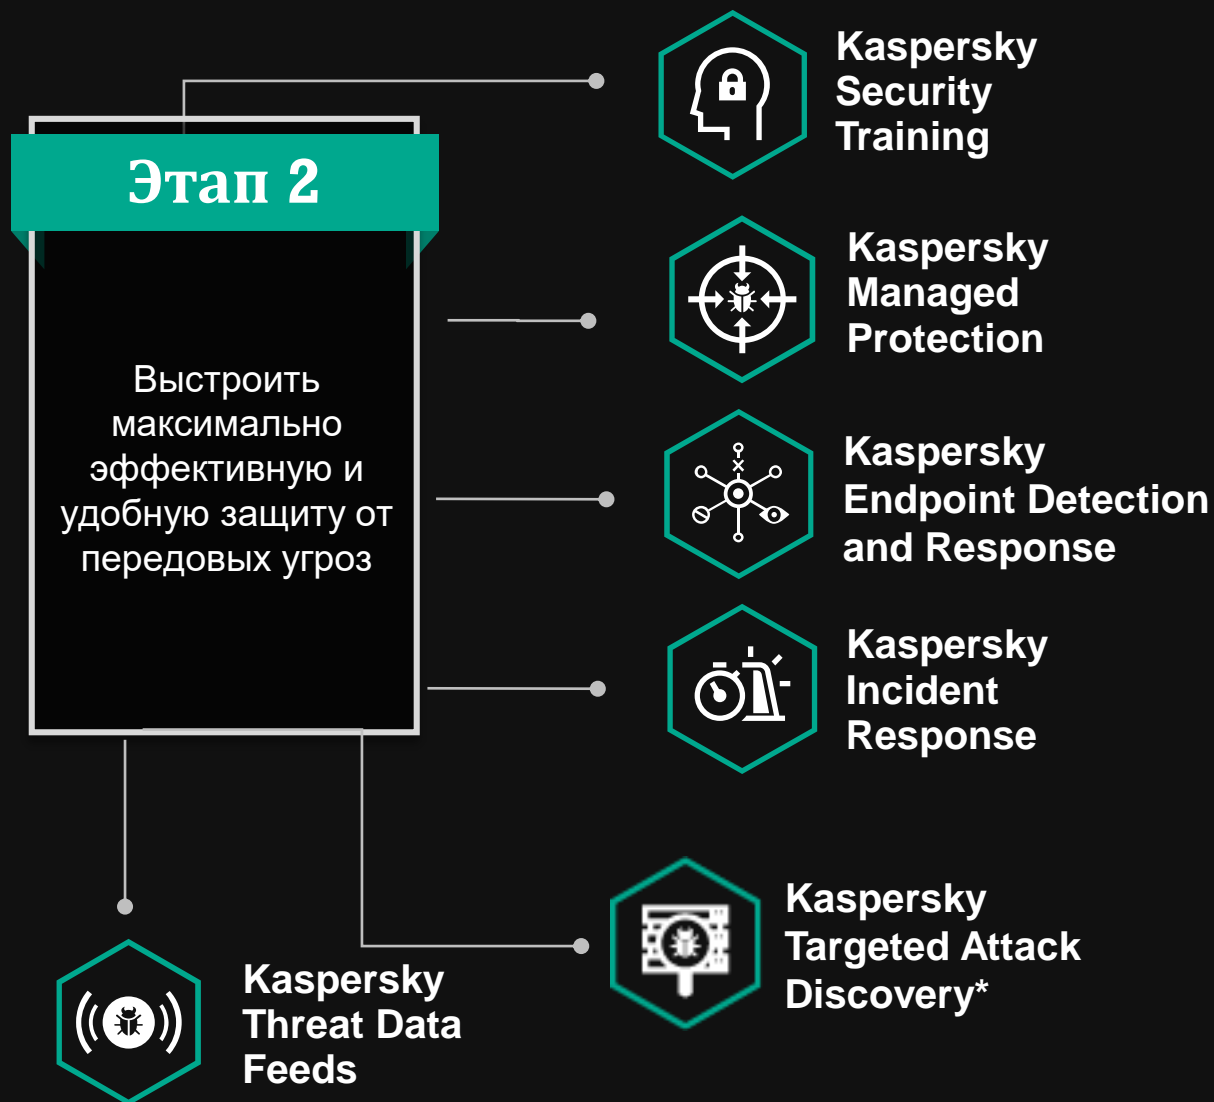 Этап 2
Выстроить
максимально
эффективную и
удобную защиту от
передовых угроз
Kaspersky
Security
Training
Kaspersky
Managed
Protection
Kaspersky
Endpoint Detection
and Response
Kaspersky
Incident
Response
Kaspersky
Targeted Attack
Discovery*
Kaspersky
Threat Data
Feeds